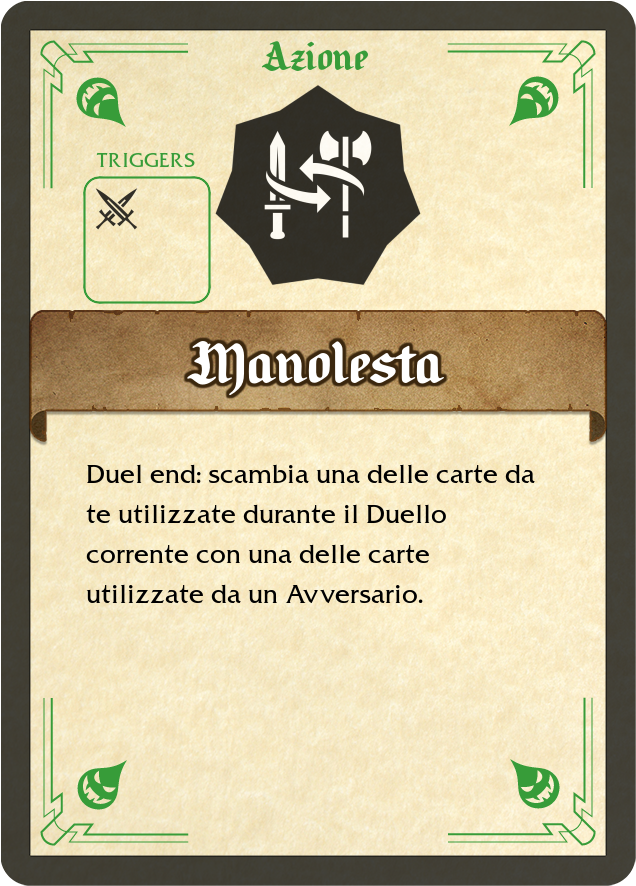 Azione
TRIGGERS
Manolesta
Duel end: scambia una delle carte da
te utilizzate durante il Duello
corrente con una delle carte
utilizzate da un Avversario.